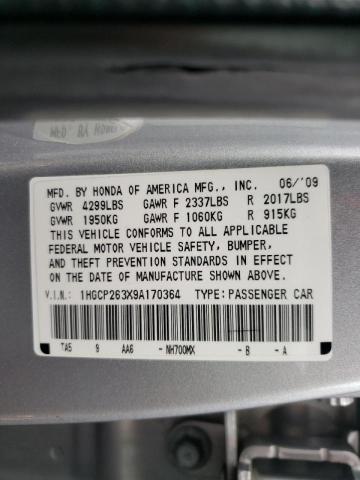 MFD. BY HONDA OF AMERICA MFG., INC. 06/'09
GVWR 4299LBS GAWR F 2337LBS R 2017LBS
GVWR 1950KG GAWR F 1060KG R 915KG
THIS VEHICLE CONFORMS TO ALL APPLICABLE
FEDERAL MOTOR VEHICLE SAFETY, BUMPER,
AND THEFT PREVENTION STANDARDS IN EFFECT
ON THE DATE OF MANUFACTURE SHOWN ABOVE.
V.I.N.: 1HGCP263X9A170364 TYPE: PASSENGER CAR
TA5 9 AA6 -NH700MX -B -A